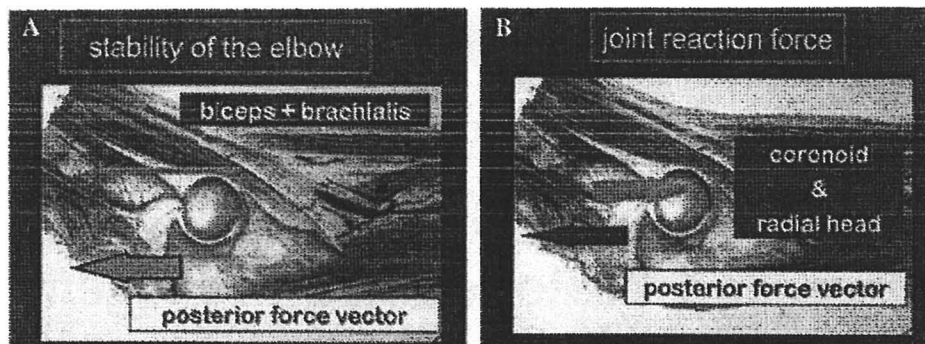 A
stability of the elbow
biceps + brachialis
posterior force vector
B
joint reaction force
coronoid
&
radial head
posterior force vector